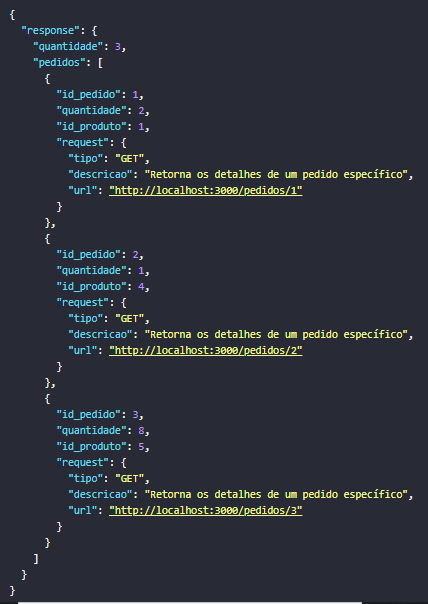 {
  "response": {
    "quantidade": 3,
    "pedidos": [
      {
        "id_pedido": 1,
        "quantidade": 2,
        "id_produto": 1,
        "request": {
          "tipo": "GET",
          "descricao": "Retorna os detalhes de um pedido específico",
          "url": "http://localhost:3000/pedidos/1"
        }
      },
      {
        "id_pedido": 2,
        "quantidade": 1,
        "id_produto": 4,
        "request": {
          "tipo": "GET",
          "descricao": "Retorna os detalhes de um pedido específico",
          "url": "http://localhost:3000/pedidos/2"
        }
      },
      {
        "id_pedido": 3,
        "quantidade": 8,
        "id_produto": 5,
        "request": {
          "tipo": "GET",
          "descricao": "Retorna os detalhes de um pedido específico",
          "url": "http://localhost:3000/pedidos/3"
        }
      }
    ]
  }
}